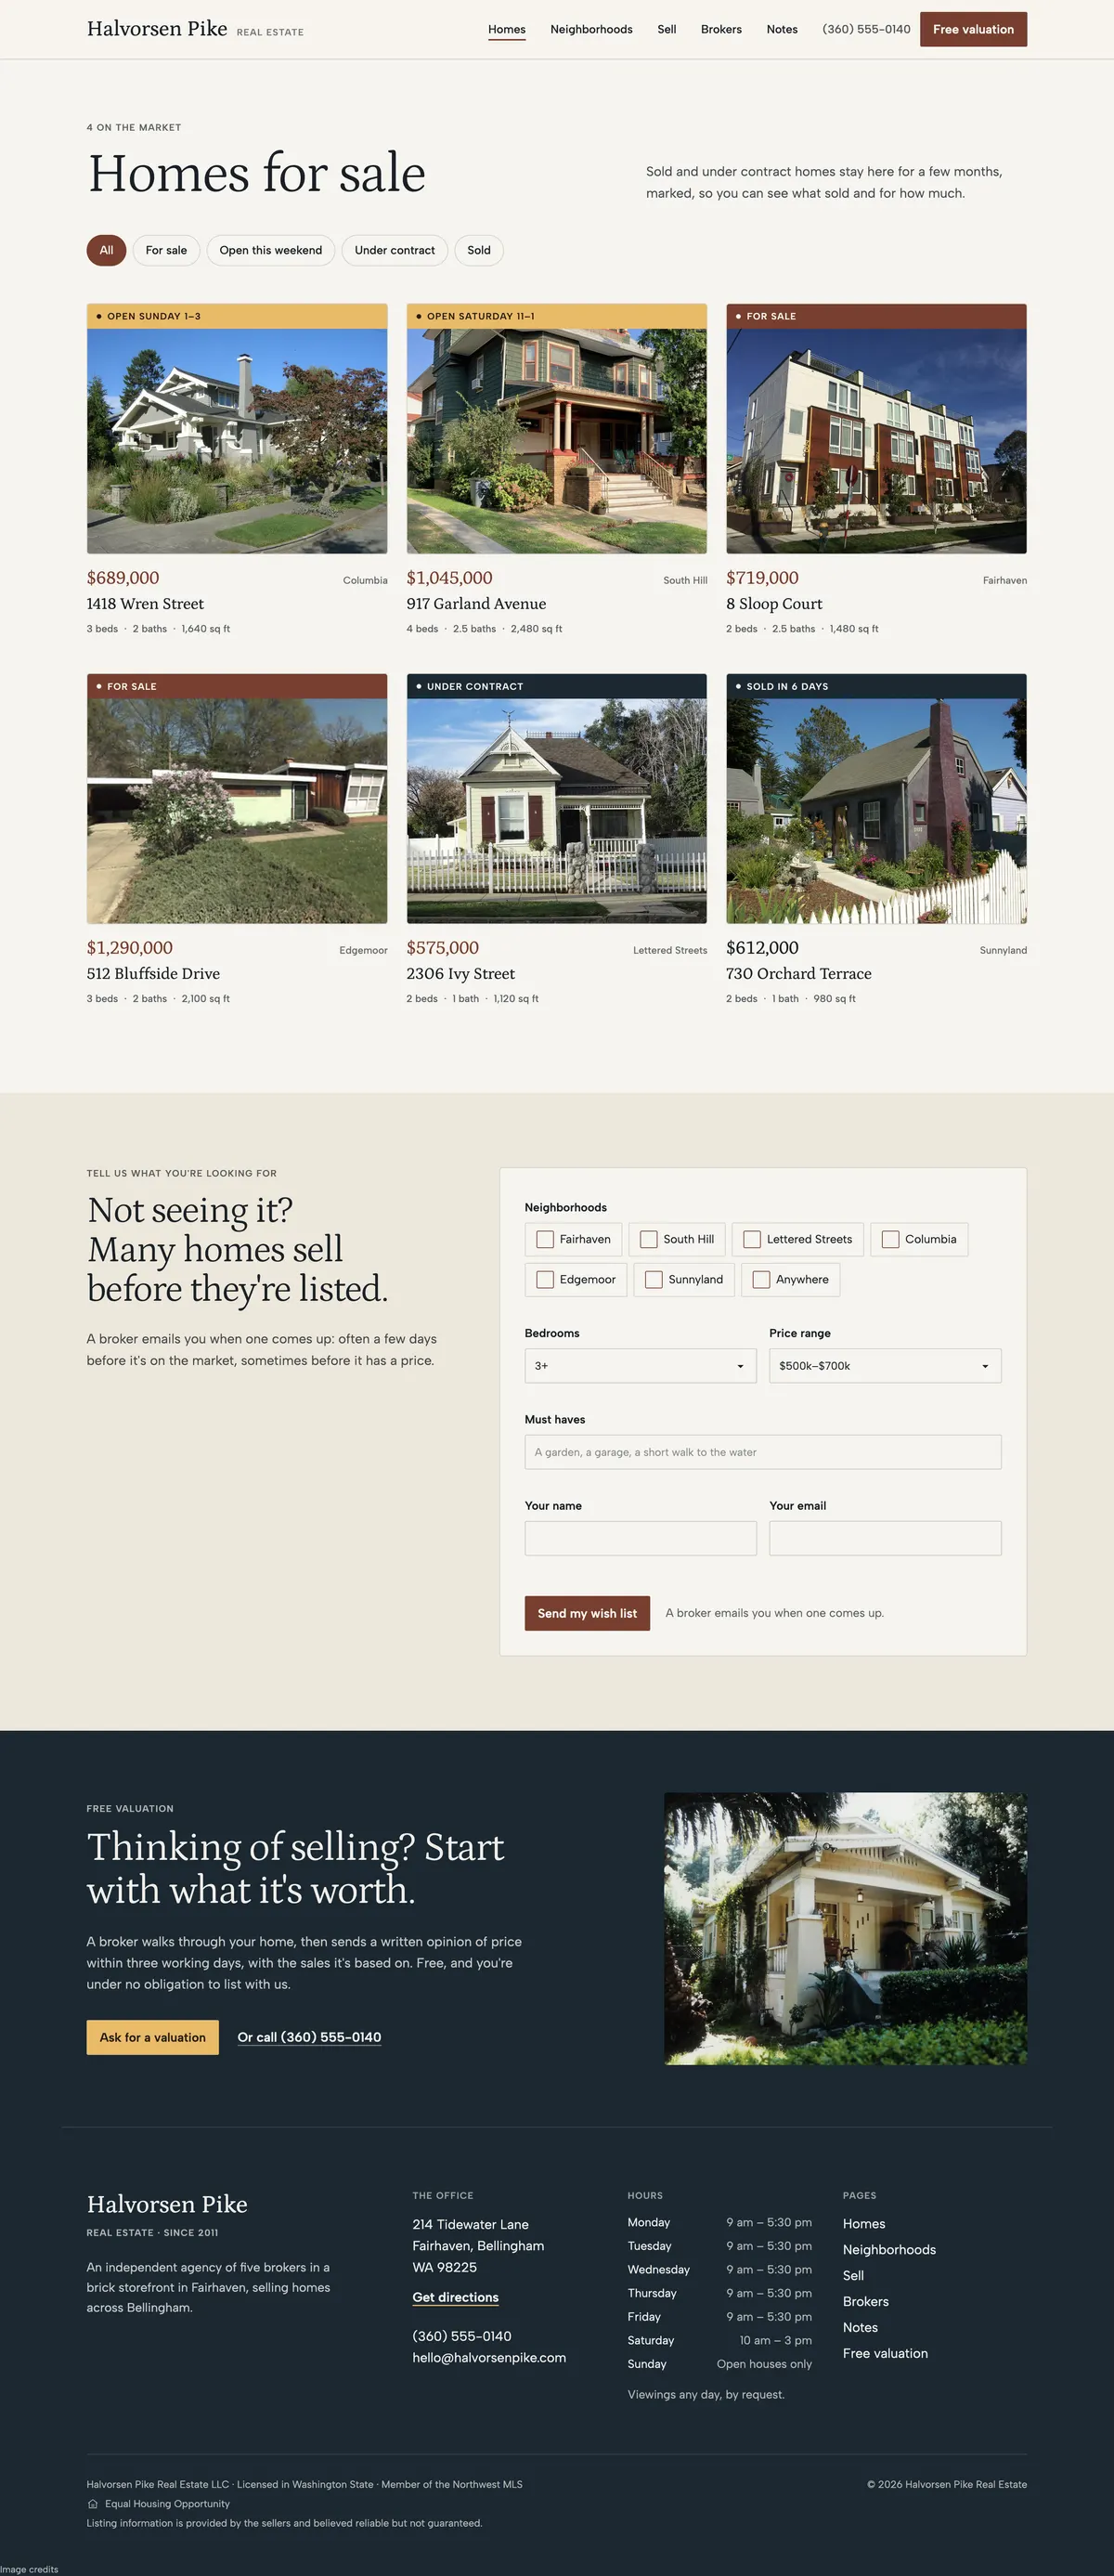 Halvorsen Pike REAL ESTATE
Homes Neighborhoods Sell Brokers Notes (360) 555-0140 Free valuation
4 ON THE MARKET
Homes for sale
Sold and under contract homes stay here for a few months,
marked, so you can see what sold and for how much.
All For sale Open this weekend Under contract Sold
OPEN SUNDAY 1–3
$689,000 Columbia
1418 Wren Street
3 beds · 2 baths · 1,640 sq ft
OPEN SATURDAY 11–1
$1,045,000 South Hill
917 Garland Avenue
4 beds · 2.5 baths · 2,480 sq ft
FOR SALE
$719,000 Fairhaven
8 Sloop Court
2 beds · 2.5 baths · 1,480 sq ft
FOR SALE
$1,290,000 Edgemoor
512 Bluffside Drive
3 beds · 2 baths · 2,100 sq ft
UNDER CONTRACT
$575,000 Lettered Streets
2306 Ivy Street
2 beds · 1 bath · 1,120 sq ft
SOLD IN 6 DAYS
$612,000 Sunnyland
730 Orchard Terrace
2 beds · 1 bath · 980 sq ft
TELL US WHAT YOU'RE LOOKING FOR
Not seeing it?
Many homes sell
before they're listed.
A broker emails you when one comes up: often a few days
before it's on the market, sometimes before it has a price.
Neighborhoods
Fairhaven South Hill Lettered Streets Columbia
Edgemoor Sunnyland Anywhere
Bedrooms Price range
3+ $500k–$700k
Must haves
A garden, a garage, a short walk to the water
Your name Your email
Send my wish list A broker emails you when one comes up.
FREE VALUATION
Thinking of selling? Start
with what it's worth.
A broker walks through your home, then sends a written opinion of price
within three working days, with the sales it's based on. Free, and you're
under no obligation to list with us.
Ask for a valuation Or call (360) 555-0140
Halvorsen Pike
REAL ESTATE · SINCE 2011
An independent agency of five brokers in a
brick storefront in Fairhaven, selling homes
across Bellingham.
THE OFFICE
214 Tidewater Lane
Fairhaven, Bellingham
WA 98225
Get directions
(360) 555-0140
hello@halvorsenpike.com
HOURS
Monday 9 am – 5:30 pm
Tuesday 9 am – 5:30 pm
Wednesday 9 am – 5:30 pm
Thursday 9 am – 5:30 pm
Friday 9 am – 5:30 pm
Saturday 10 am – 3 pm
Sunday Open houses only
Viewings any day, by request.
PAGES
Homes
Neighborhoods
Sell
Brokers
Notes
Free valuation
Halvorsen Pike Real Estate LLC · Licensed in Washington State · Member of the Northwest MLS
Equal Housing Opportunity
Listing information is provided by the sellers and believed reliable but not guaranteed.
© 2026 Halvorsen Pike Real Estate
Image credits